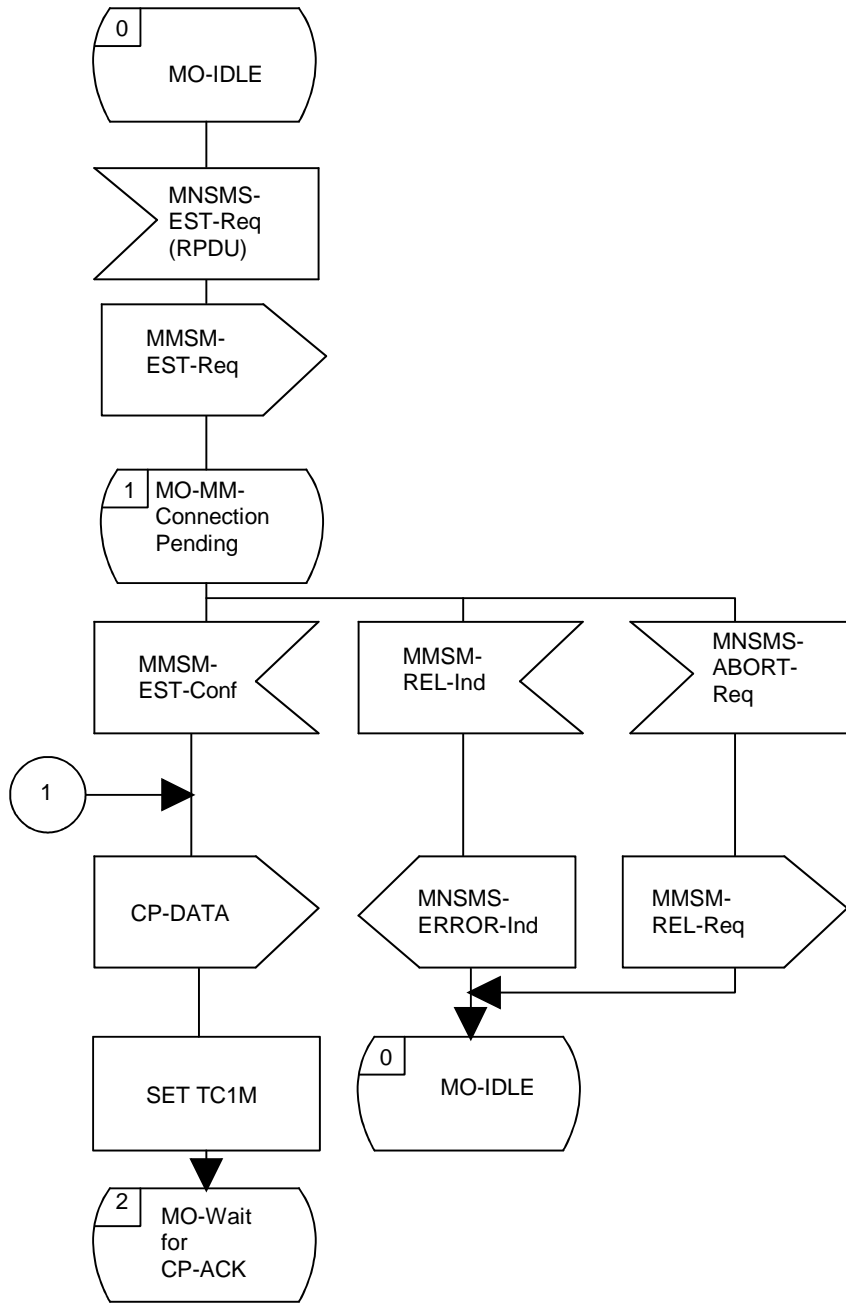 0
MO-IDLE
MNSMS-
EST-Req
(RPDU)
MMSM-
EST-Req
1
MO-MM-
Connection
Pending
MMSM-
EST-Conf
MMSM-
REL-Ind
MNSMS-
ABORT-
Req
1
CP-DATA
MNSMS-
ERROR-Ind
MMSM-
REL-Req
SET TC1M
0
MO-IDLE
2
MO-Wait
for
CP-ACK